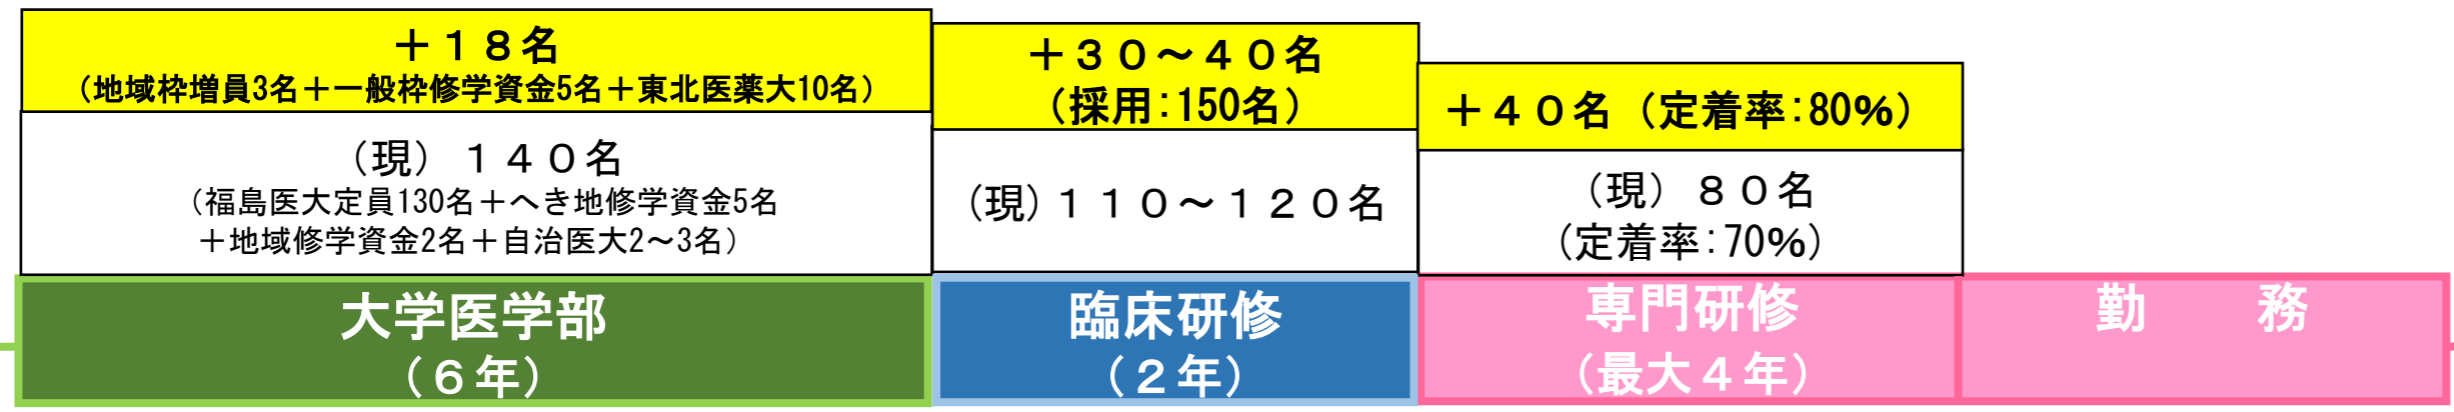 ＋１８名
（地域枠増員3名＋一般枠修学資金5名＋東北医薬大10名）
（現） １４０名
（福島医大定員130名＋へき地修学資金5名
＋地域修学資金2名＋自治医大2～3名）
大学医学部
（６年）
＋３０～４０名
（採用：150名）
（現）１１０～１２０名
臨床研修
（２年）
＋４０名（定着率：80％）
（現） ８０名
（定着率：70％）
専門研修
（最大４年）
勤　　務